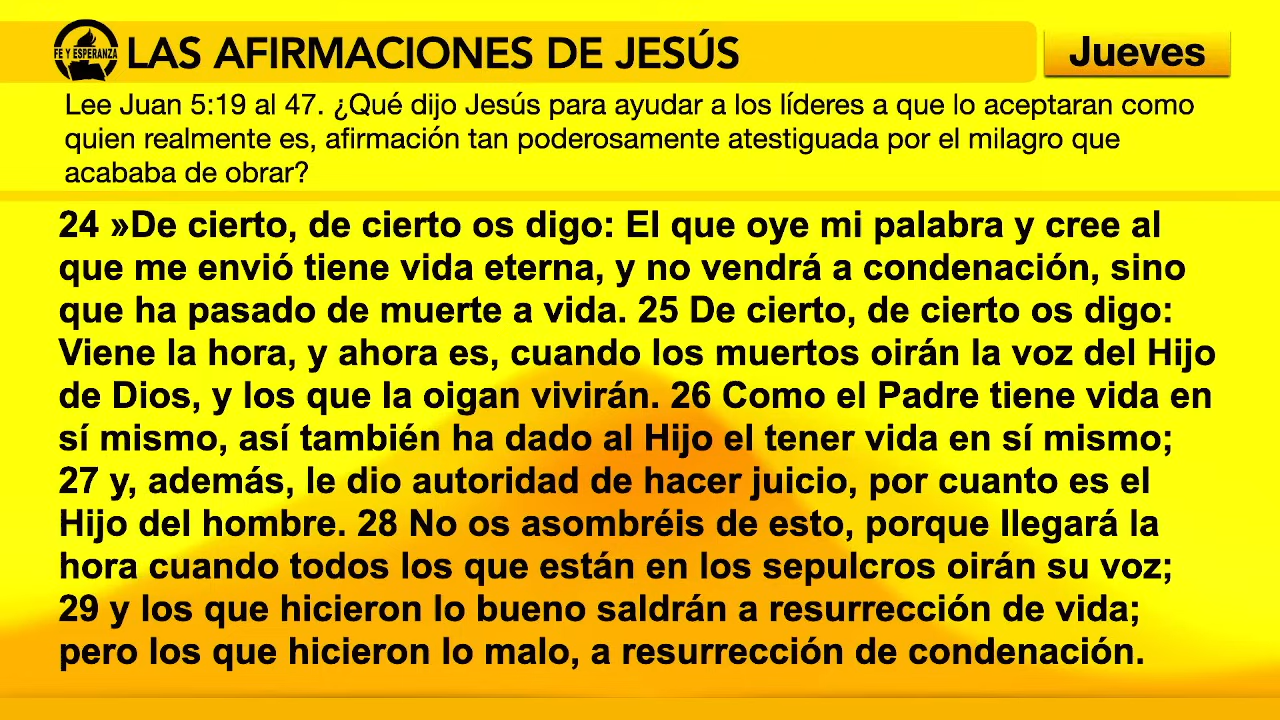 FE Y ESPERANZA
LAS AFIRMACIONES DE JESÚS
Jueves
Lee Juan 5:19 al 47. ¿Qué dijo Jesús para ayudar a los líderes a que lo aceptaran como
quien realmente es, afirmación tan poderosamente atestiguada por el milagro que
acababa de obrar?
24 »De cierto, de cierto os digo: El que oye mi palabra y cree al
que me envió tiene vida eterna, y no vendrá a condenación, sino
que ha pasado de muerte a vida. 25 De cierto, de cierto os digo:
Viene la hora, y ahora es, cuando los muertos oirán la voz del Hijo
de Dios, y los que la oigan vivirán. 26 Como el Padre tiene vida en
sí mismo, así también ha dado al Hijo el tener vida en sí mismo;
27 y, además, le dio autoridad de hacer juicio, por cuanto es el
Hijo del hombre. 28 No os asombréis de esto, porque llegará la
hora cuando todos los que están en los sepulcros oirán su voz;
29 y los que hicieron lo bueno saldrán a resurrección de vida;
pero los que hicieron lo malo, a resurrección de condenación.